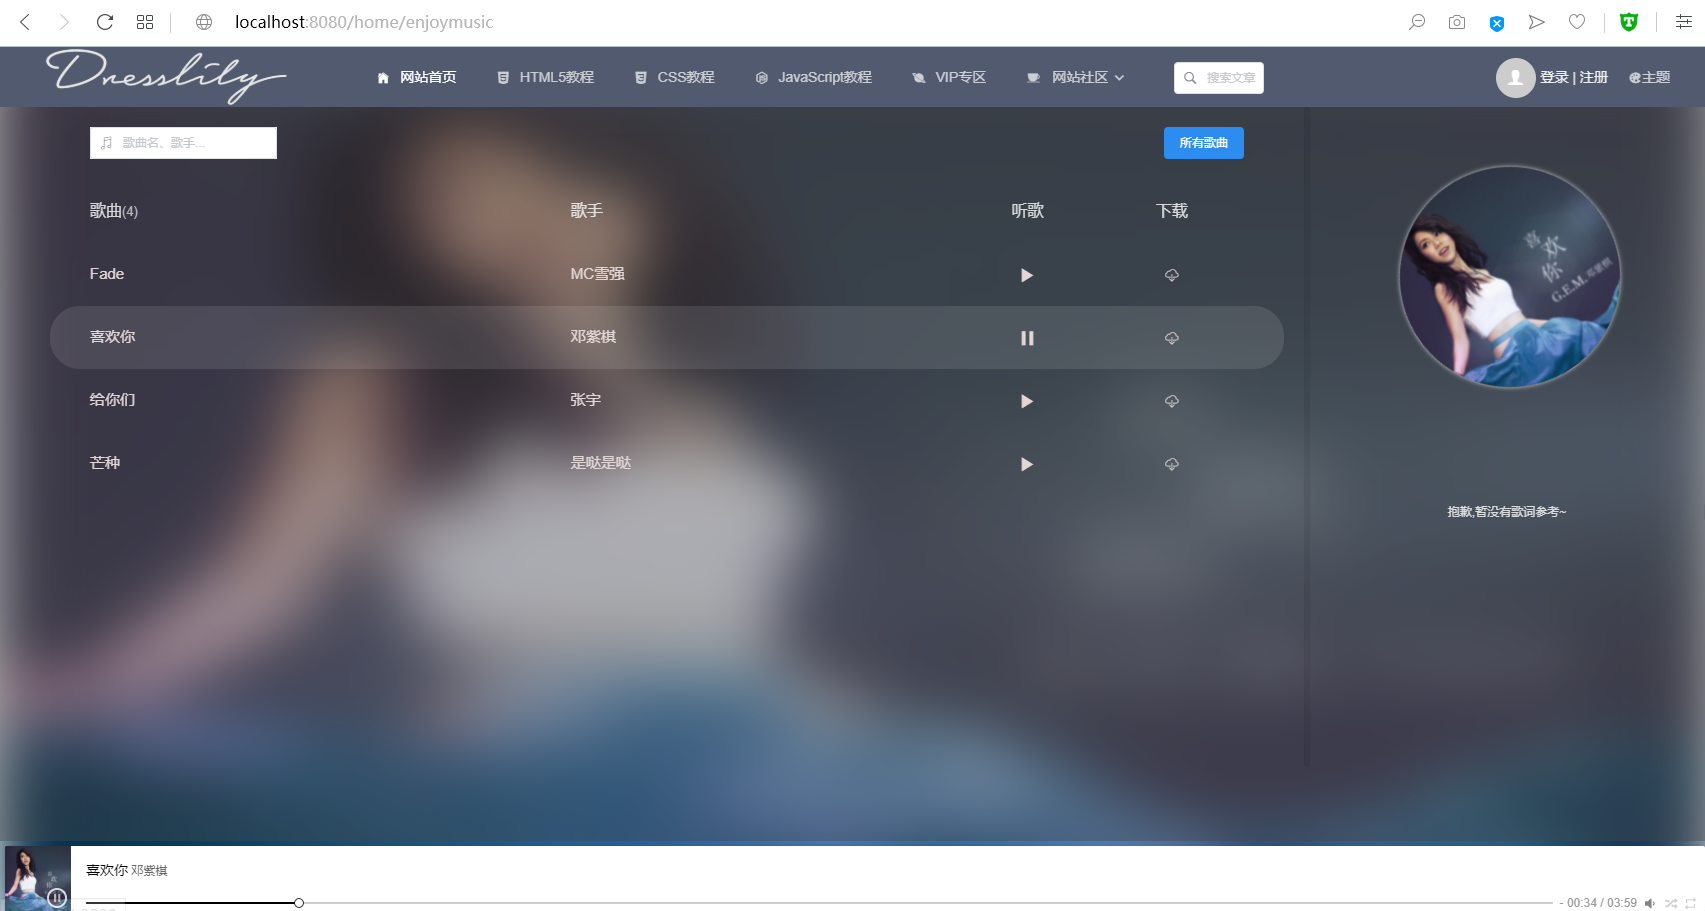 localhost:8080/home/enjoymusic
Dresslily
网站首页
HTML5教程
CSS教程
JavaScript教程
VIP专区
网站社区
搜索文章
登录 | 注册
主题
歌曲名、歌手...
所有歌曲
歌曲(4)
歌手
听歌
下载
Fade
MC雪强
喜欢你
邓紫棋
给你们
张宇
芒种
是哒是哒
喜欢你
G.E.M.邓紫棋
抱歉,暂没有歌词参考~
喜欢你 邓紫棋
- 00:34 / 03:59